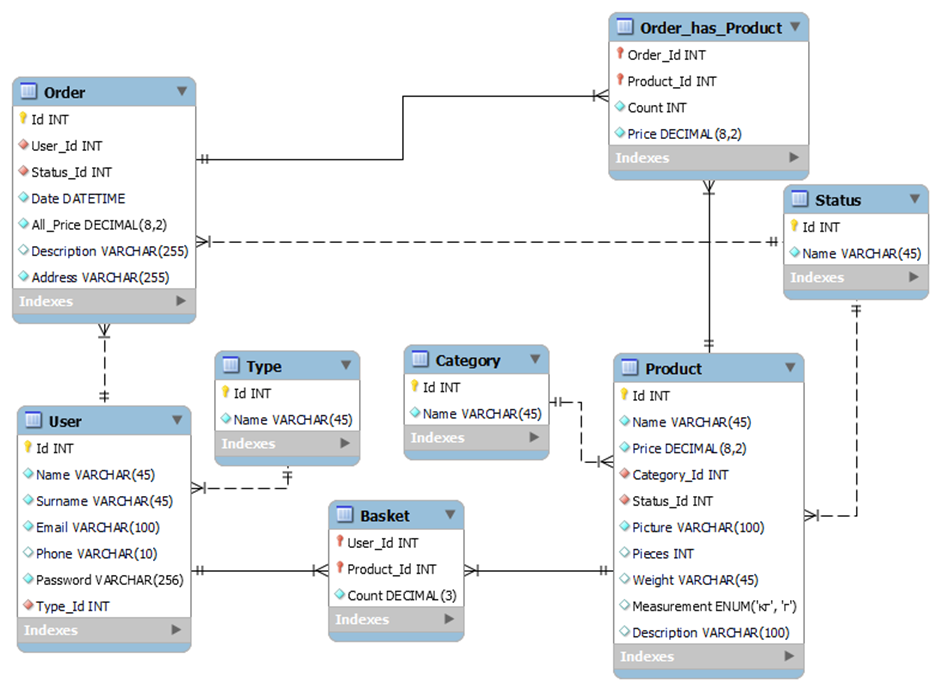 Order
Id INT
User_Id INT
Status_Id INT
Date DATETIME
All_Price DECIMAL(8,2)
Description VARCHAR(255)
Address VARCHAR(255)
Indexes
Order_has_Product
Order_Id INT
Product_Id INT
Count INT
Price DECIMAL(8,2)
Indexes
Status
Id INT
Name VARCHAR(45)
Indexes
Type
Id INT
Name VARCHAR(45)
Indexes
Category
Id INT
Name VARCHAR(45)
Indexes
Product
Id INT
Name VARCHAR(45)
Price DECIMAL(8,2)
Category_Id INT
Status_Id INT
Picture VARCHAR(100)
Pieces INT
Weight VARCHAR(45)
Measurement ENUM('кг', 'г')
Description VARCHAR(100)
Indexes
User
Id INT
Name VARCHAR(45)
Surname VARCHAR(45)
Email VARCHAR(100)
Phone VARCHAR(10)
Password VARCHAR(256)
Type_Id INT
Indexes
Basket
User_Id INT
Product_Id INT
Count DECIMAL(3)
Indexes